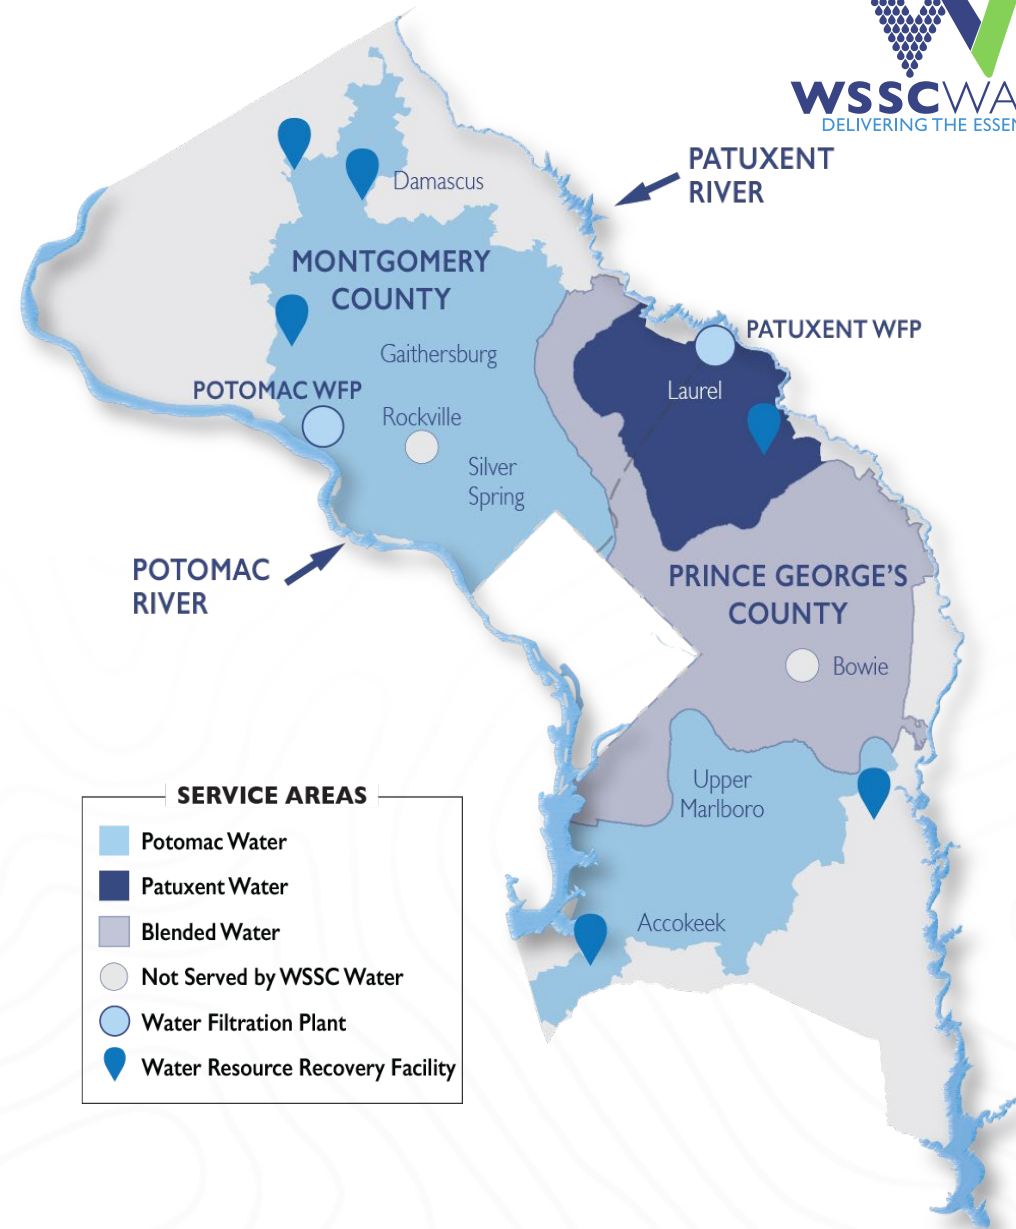 WSSCWA
DELIVERING THE ESSEN
PATUXENT
RIVER
Damascus
MONTGOMERY
COUNTY
PATUXENT WFP
Gaithersburg
POTOMAC WFP
Laurel
Rockville
Silver
Spring
POTOMAC
RIVER
PRINCE GEORGE'S
COUNTY
Bowie
Upper
Marlboro
Accokeek
SERVICE AREAS
Potomac Water
Patuxent Water
Blended Water
Not Served by WSSC Water
Water Filtration Plant
Water Resource Recovery Facility